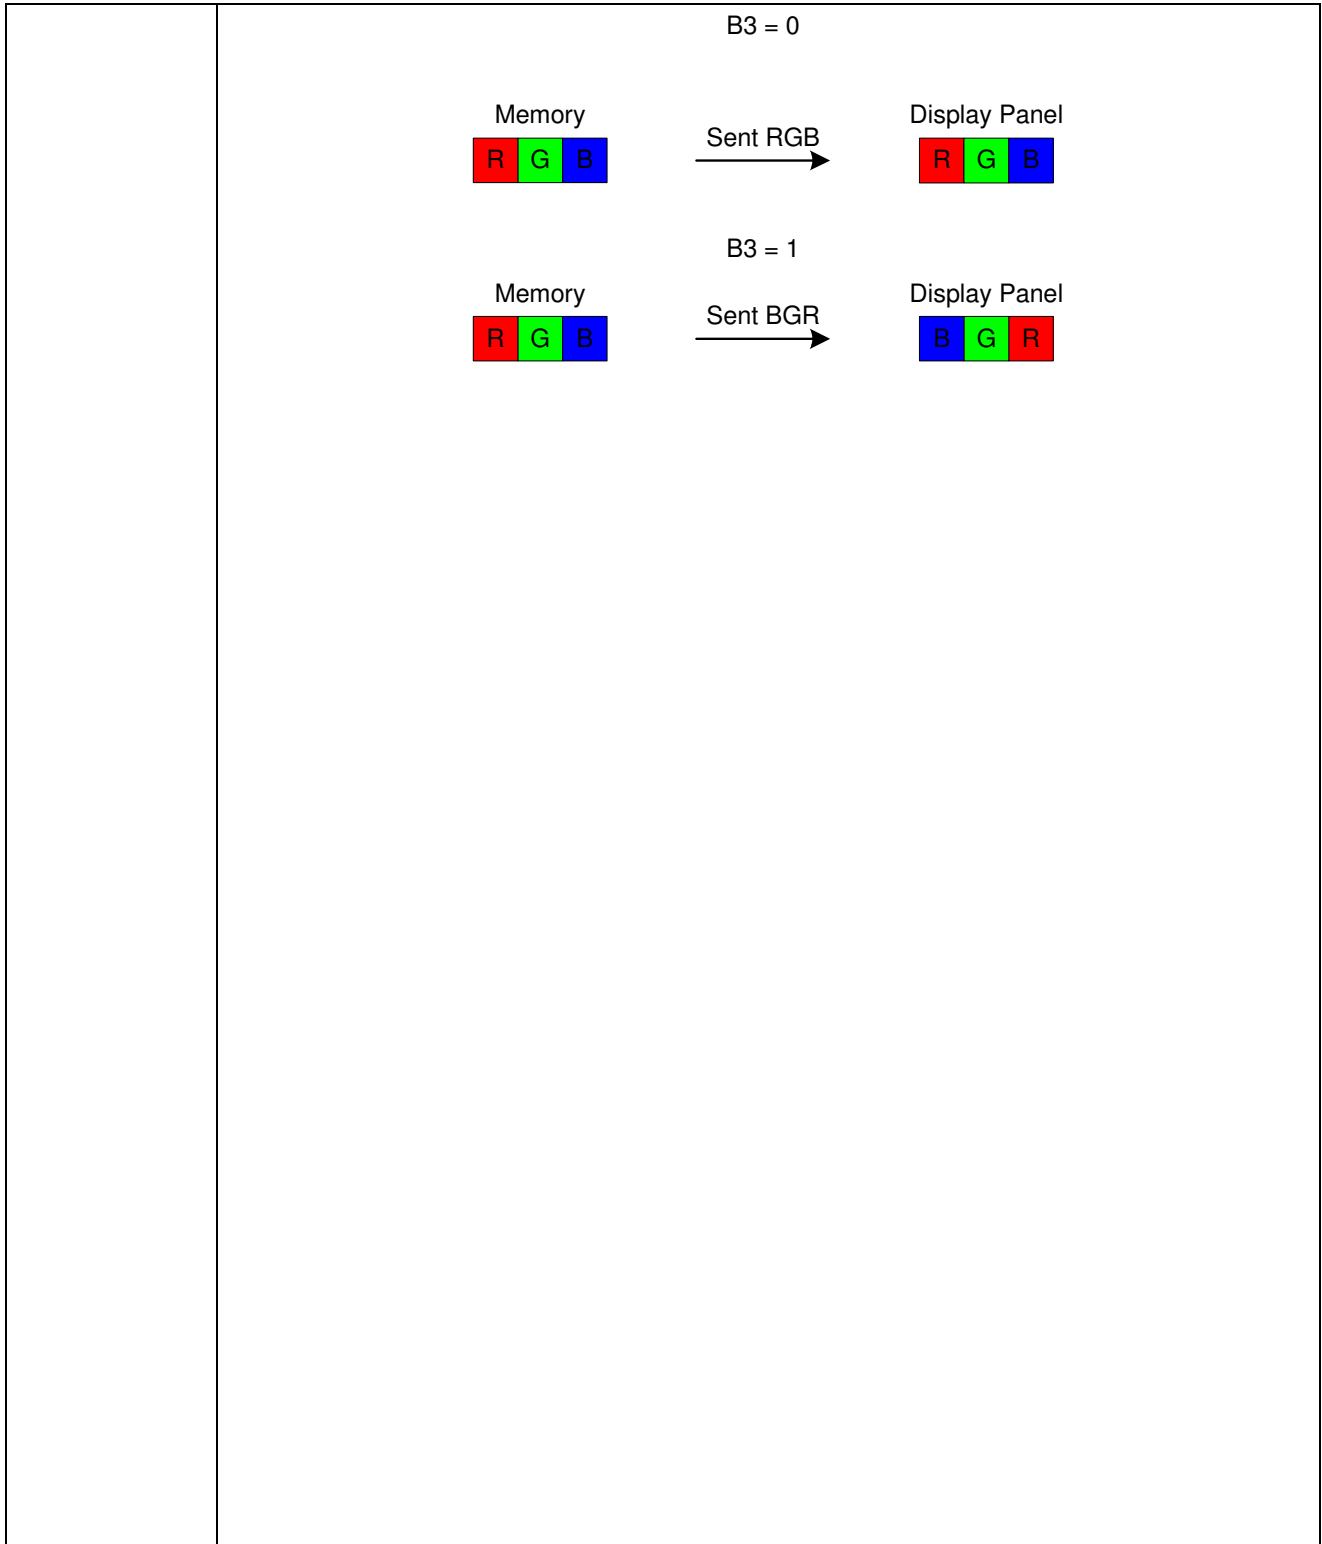 B3 = 0
Memory
Sent RGB
Display Panel
R G B
R G B
B3 = 1
Memory
Sent BGR
Display Panel
R G B
B G R